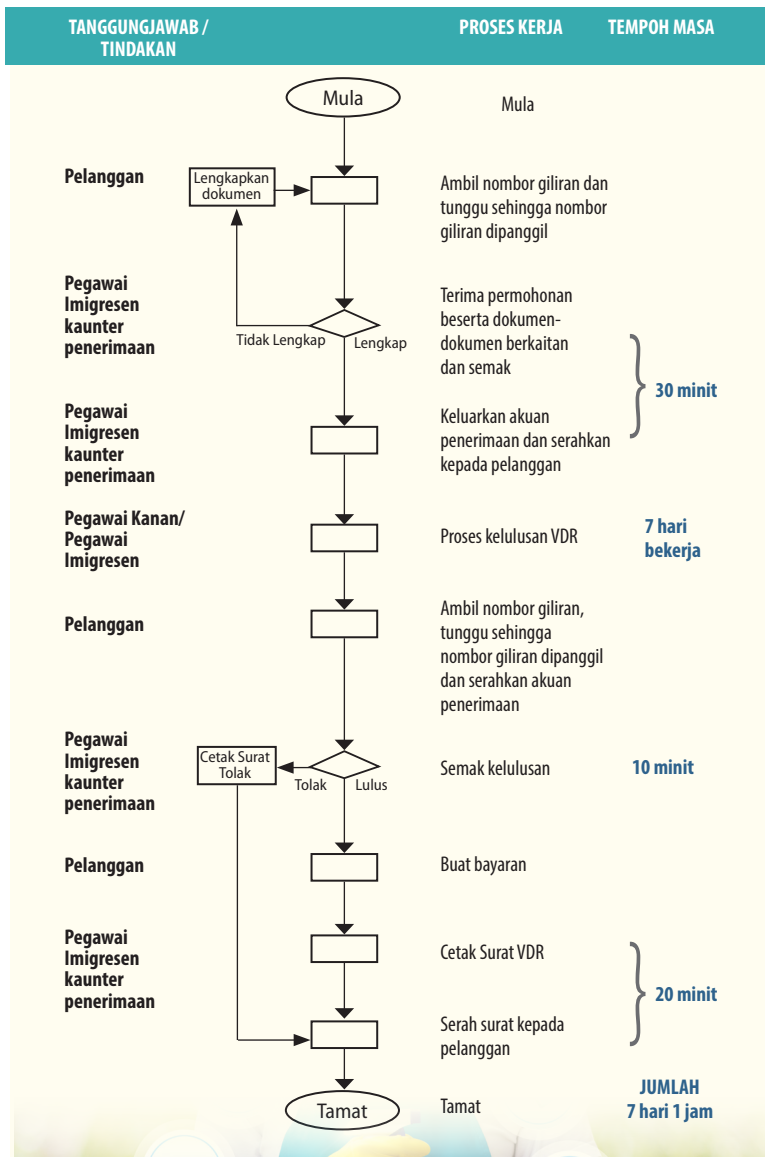 TANGGUNGJAWAB /
TINDAKAN
PROSES KERJA
TEMPOH MASA
Mula
Mula
Pelanggan
Lengkapkan
dokumen
Ambil nombor giliran dan
tunggu sehingga nombor
giliran dipanggil
Pegawai
Imigresen
kaunter
penerimaan
Tidak Lengkap
Lengkap
Terima permohonan
beserta dokumen-
dokumen berkaitan
dan semak
30 minit
Pegawai
Imigresen
kaunter
penerimaan
Keluarkan akuan
penerimaan dan serahkan
kepada pelanggan
Pegawai Kanan/
Pegawai
Imigresen
Proses kelulusan VDR
7 hari
bekerja
Pelanggan
Ambil nombor giliran,
tunggu sehingga
nombor giliran dipanggil
dan serahkan akuan
penerimaan
Pegawai
Imigresen
kaunter
penerimaan
Cetak Surat
Tolak
Tolak
Lulus
Semak kelulusan
10 minit
Pelanggan
Buat bayaran
Pegawai
Imigresen
kaunter
penerimaan
Cetak Surat VDR
20 minit
Serah surat kepada
pelanggan
Tamat
Tamat
JUMLAH
7 hari 1 jam